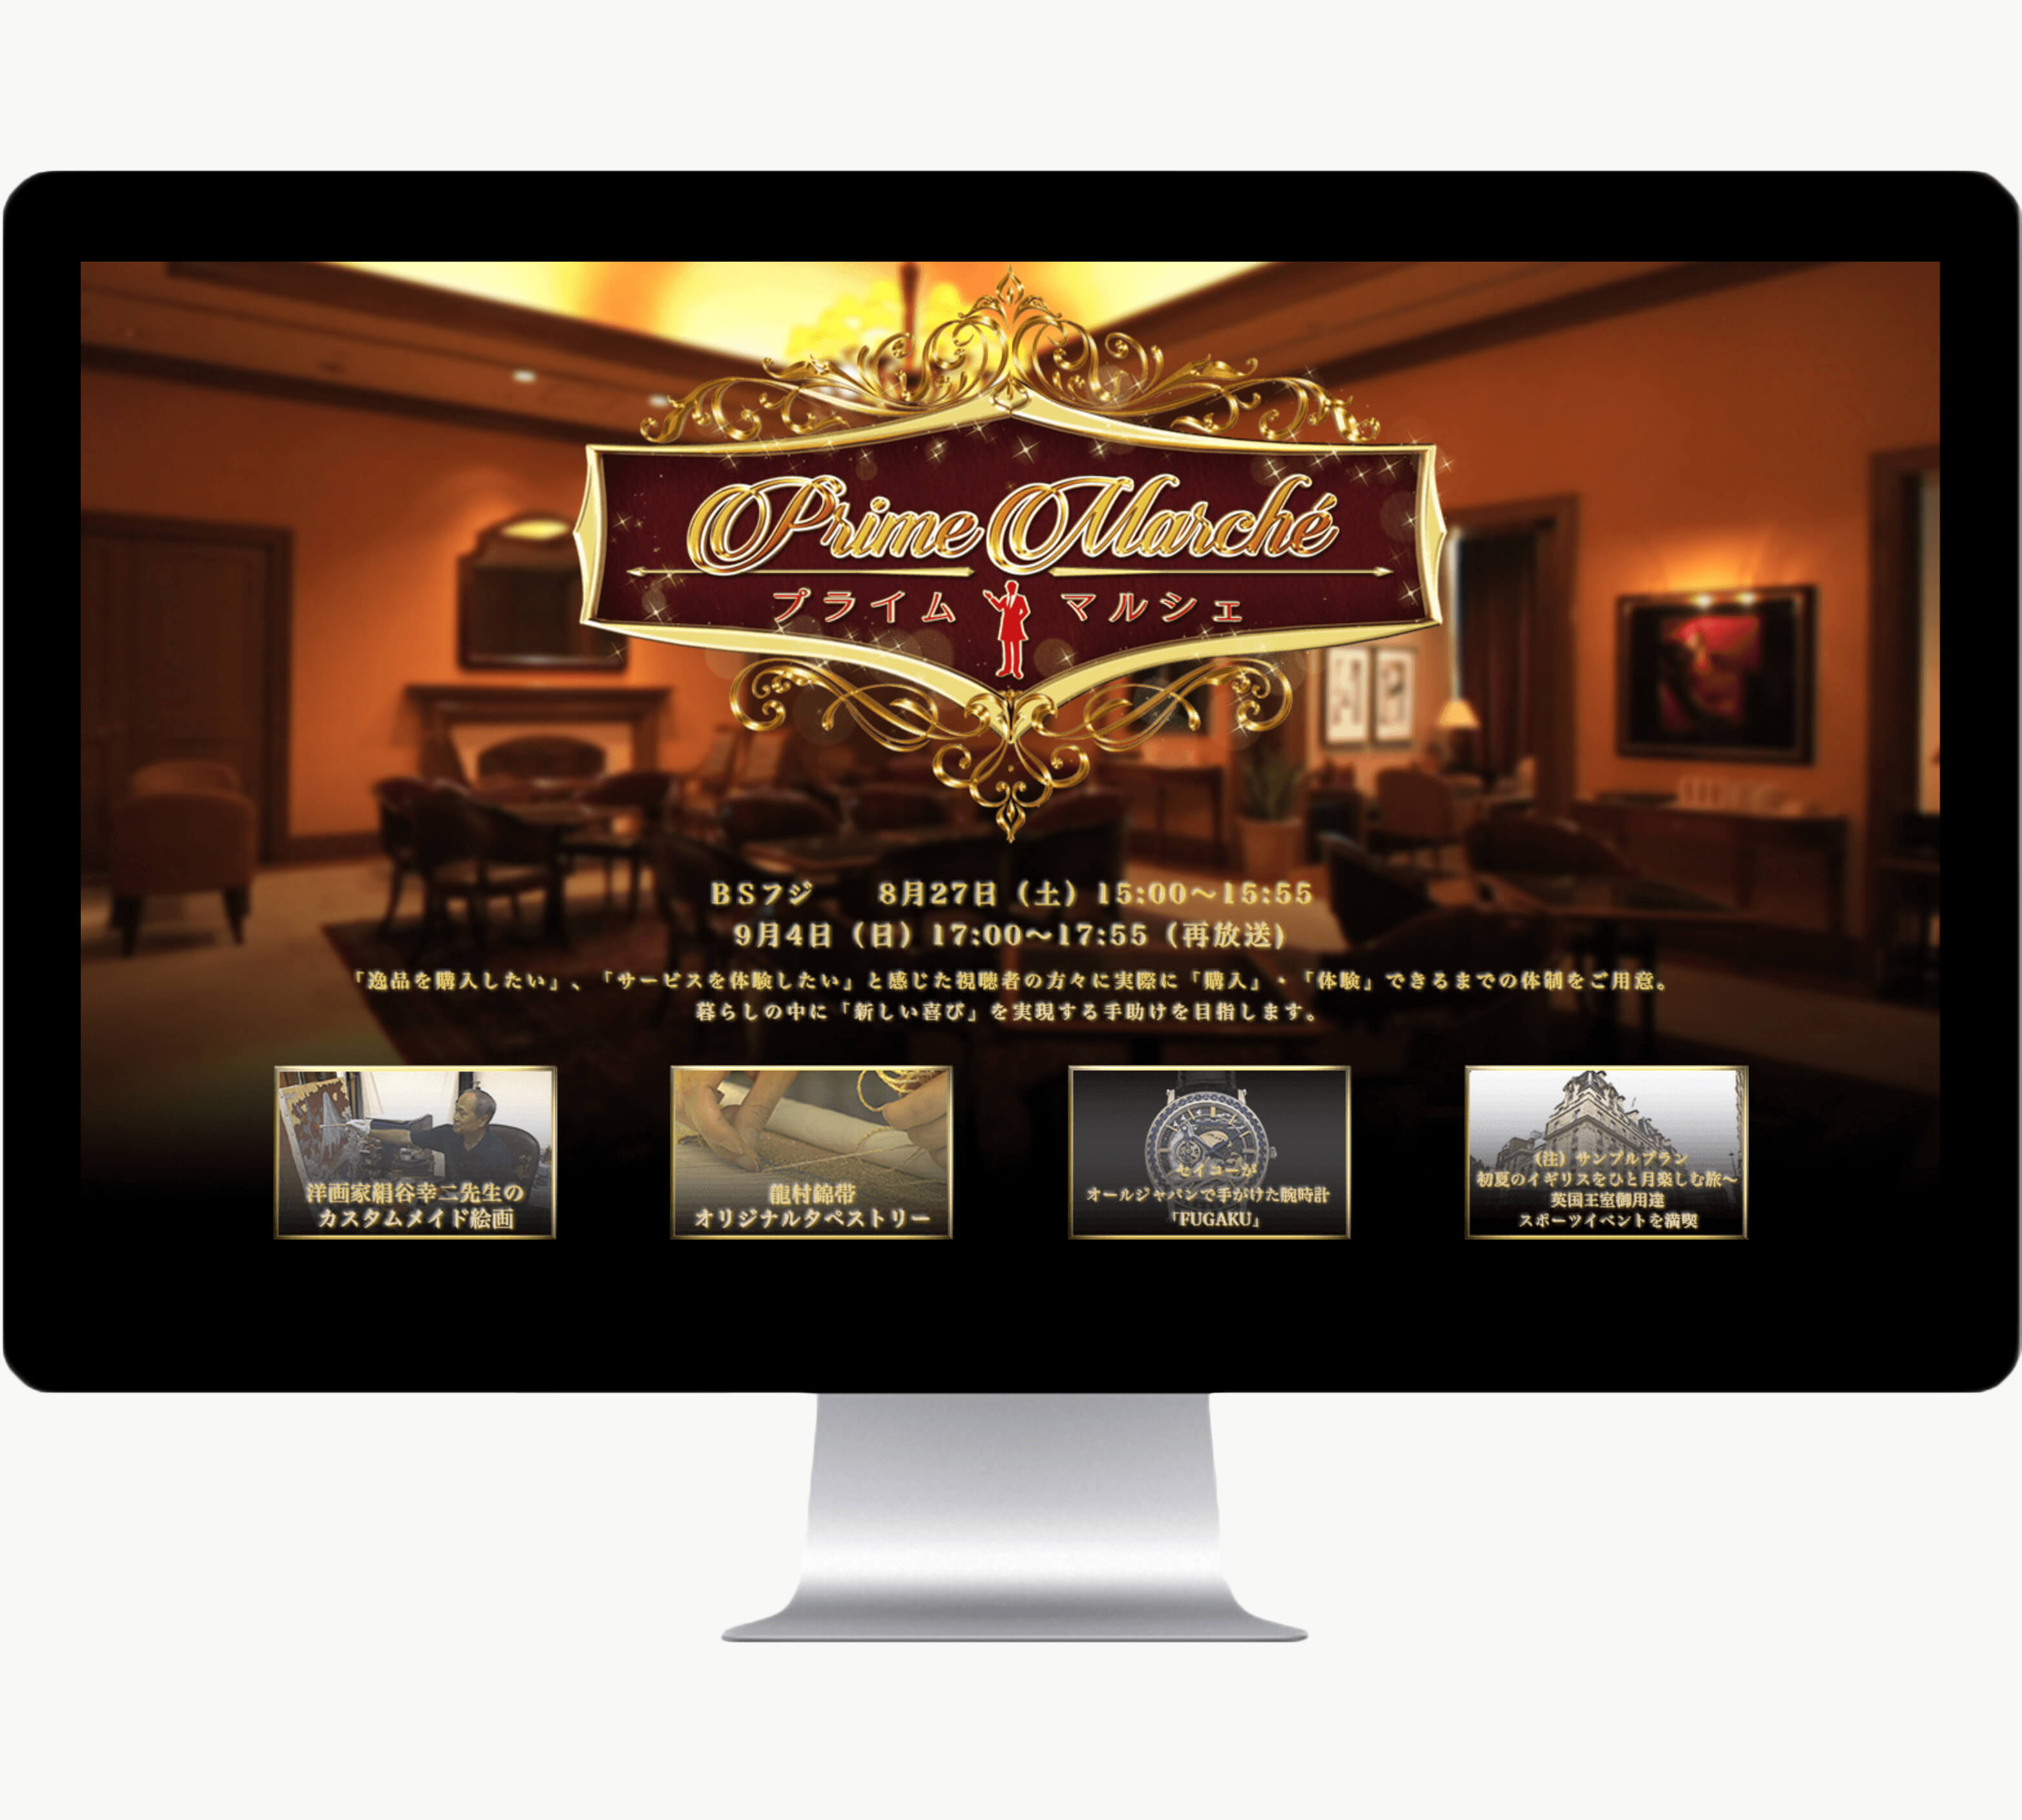 Prime Marché
プライム マルシェ
BSフジ　　8月27日（土）15:00～15:55
9月4日（日）17:00～17:55（再放送）
「逸品を購入したい」、「サービスを体験したい」と感じた視聴者の方々に実際に「購入」・「体験」できるまでの体制をご用意。
暮らしの中に「新しい喜び」を実現する手助けを目指します。
洋画家絹谷幸二先生の
カスタムメイド絵画
龍村錦帯
オリジナルタペストリー
セイコーが
オールジャパンで手がけた腕時計
「FUGAKU」
（注）サンプルプラン
初夏のイギリスをひと月楽しむ旅～
英国王室御用達
スポーツイベントを満喫